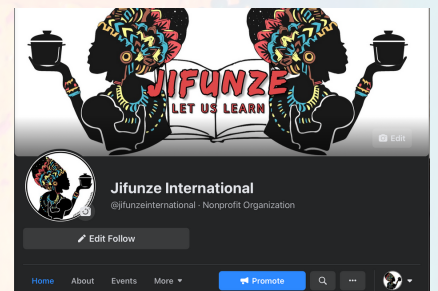 JIFUNZE
LET US LEARN
Edit
Jifunze International
@jifunzeinternational · Nonprofit Organization
Edit Follow
Home About Events More ▼ Promote ···